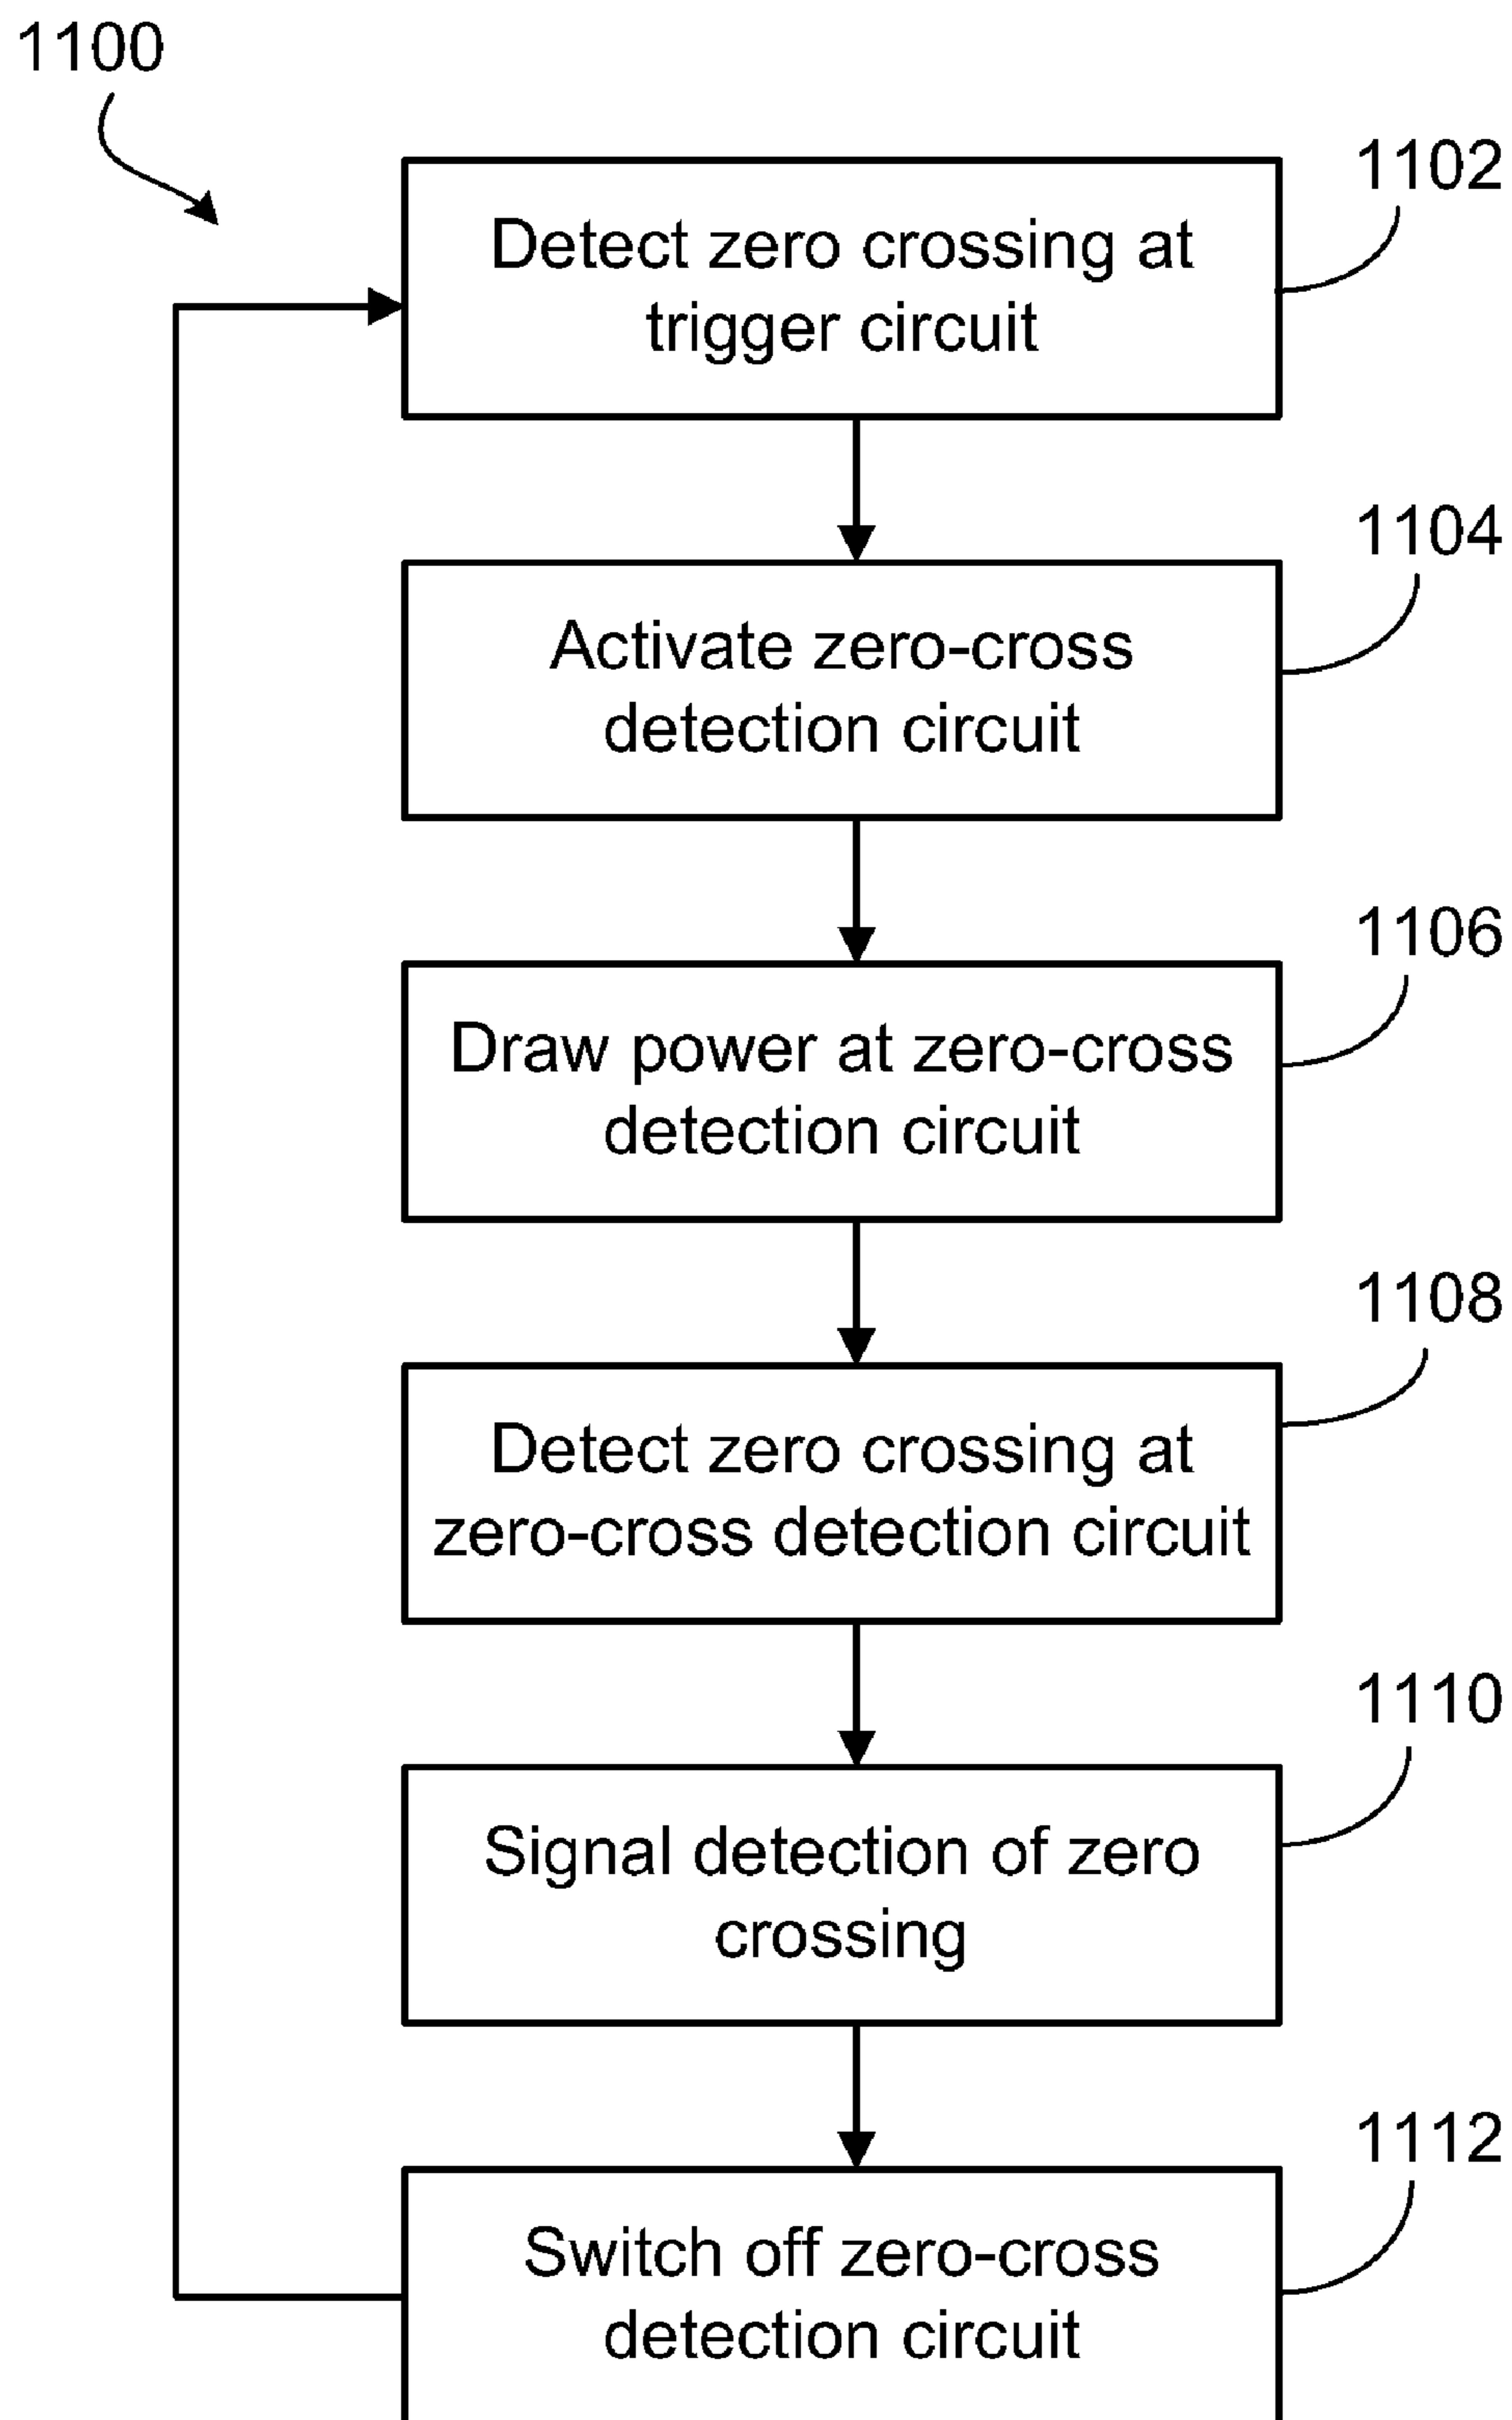 1100
1102
Detect zero crossing at
trigger circuit
1104
Activate zero-cross
detection circuit
1106
Draw power at zero-cross
detection circuit
1108
Detect zero crossing at
zero-cross detection circuit
1110
Signal detection of zero
crossing
1112
Switch off zero-cross
detection circuit